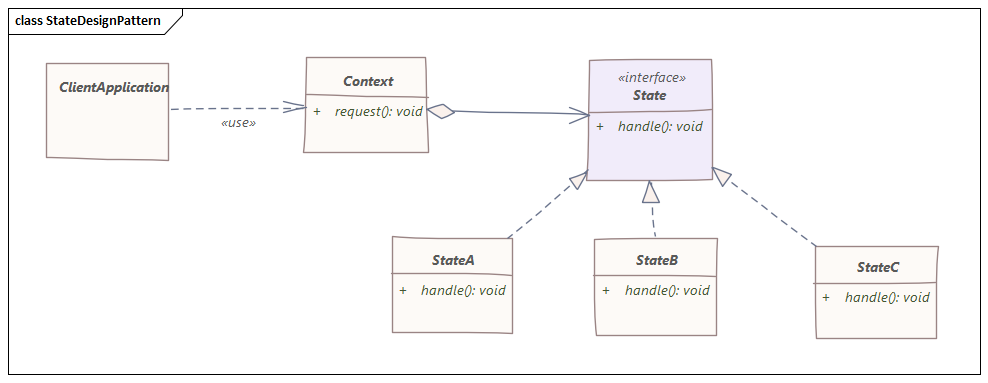 class StateDesignPattern
ClientApplication
«use»
Context
+ request(): void
«interface»
State
+ handle(): void
StateA
+ handle(): void
StateB
+ handle(): void
StateC
+ handle(): void